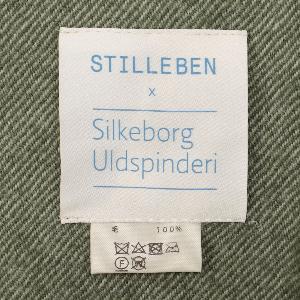 STILLEBEN
x
Silkeborg
Uldspinderi
100%
F